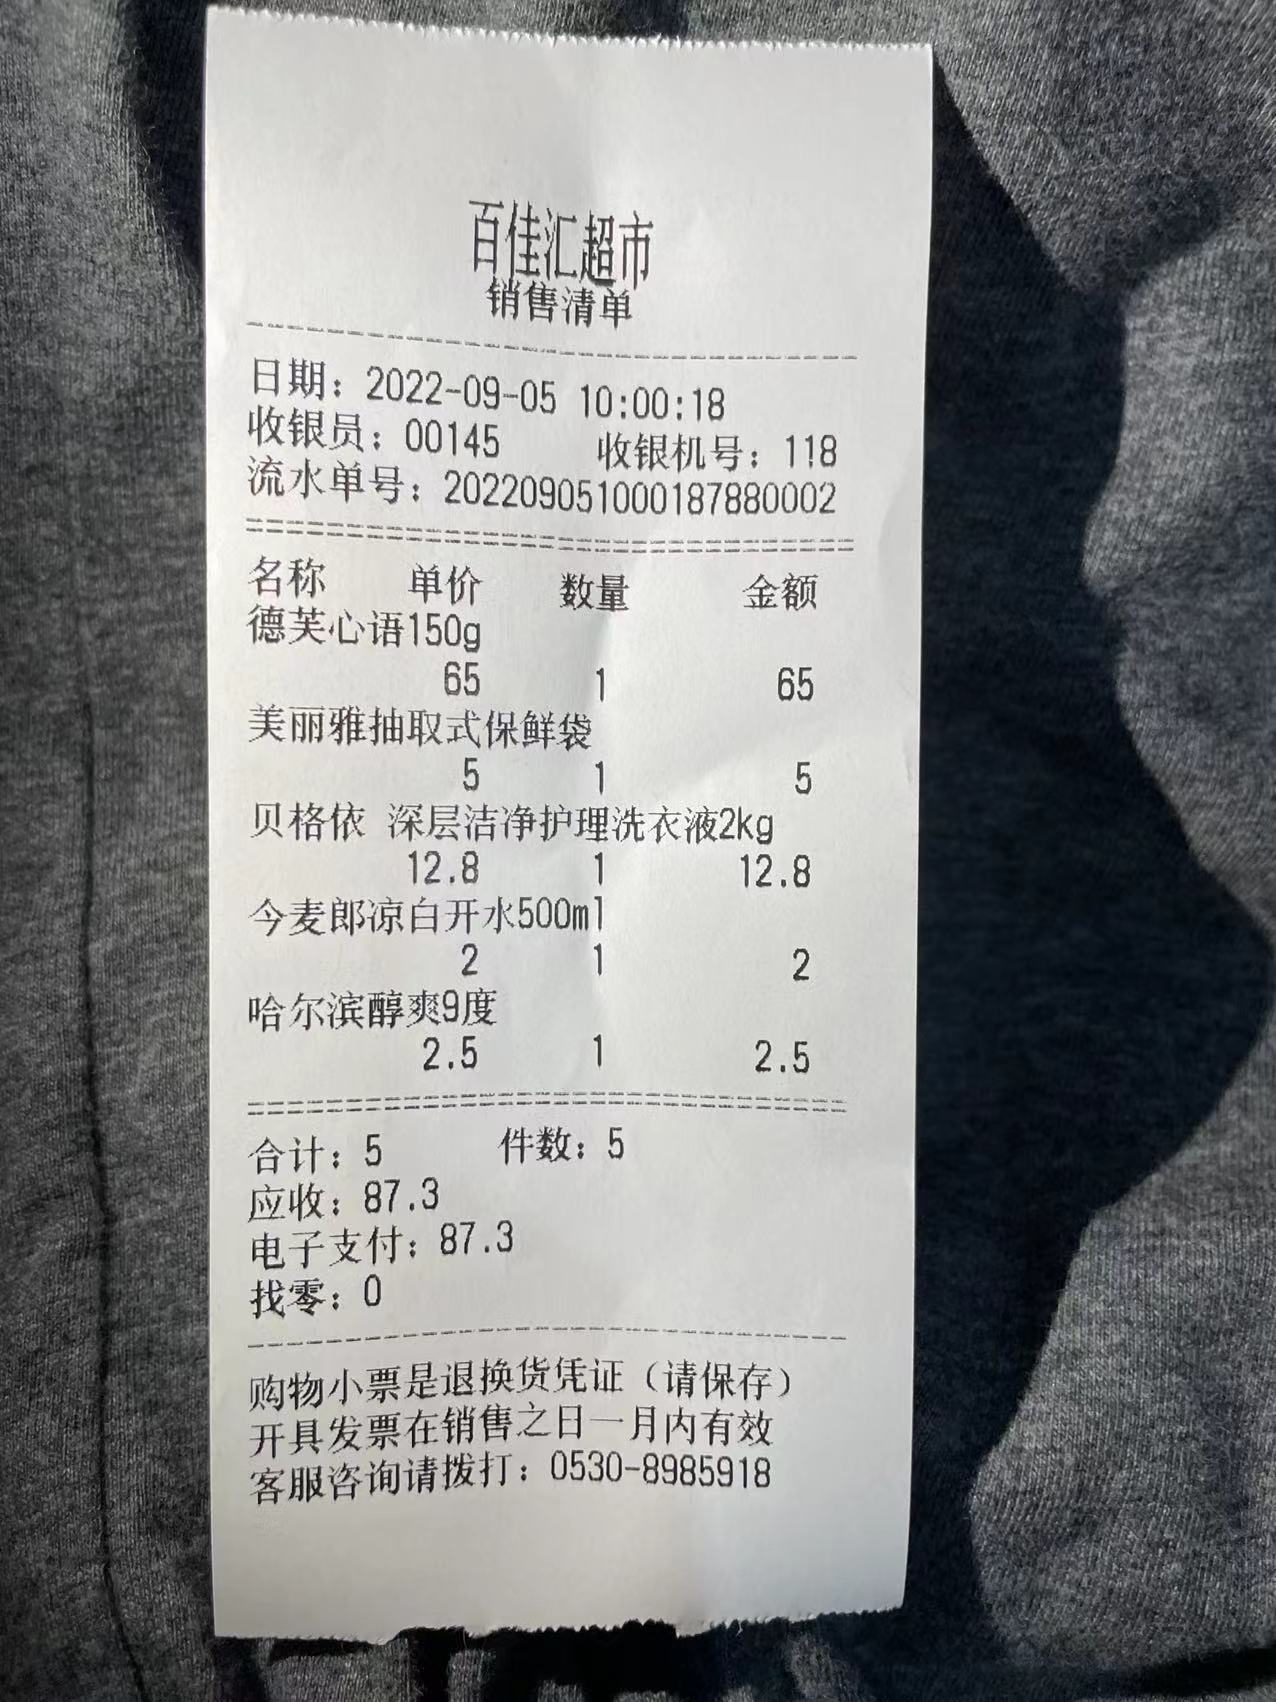 百佳汇超市
销售清单
日期：2022-09-05 10:00:18
收银员：00145 收银机号：118
流水单号：202209051000187880002
名称 单价 数量 金额
德芙心语150g
65 1 65
美丽雅抽取式保鲜袋
5 1 5
贝格依 深层洁净护理洗衣液2kg
12.8 1 12.8
今麦郎凉白开水500ml
2 1 2
哈尔滨醇爽9度
2.5 1 2.5
合计：5 件数：5
应收：87.3
电子支付：87.3
找零：0
购物小票是退换货凭证（请保存）
开具发票在销售之日一月内有效
客服咨询请拨打：0530-8985918